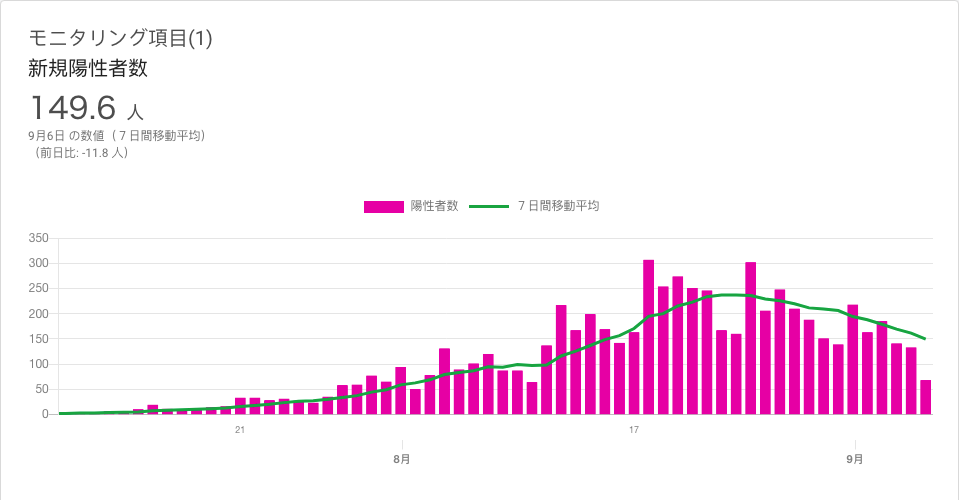 モニタリング項目(1)
新規陽性者数
149.6 人
9月6日 の数値（７日間移動平均）
（前日比: -11.8 人）
陽性者数 ７日間移動平均
350
300
250
200
150
100
50
0
21 17
8月 9月